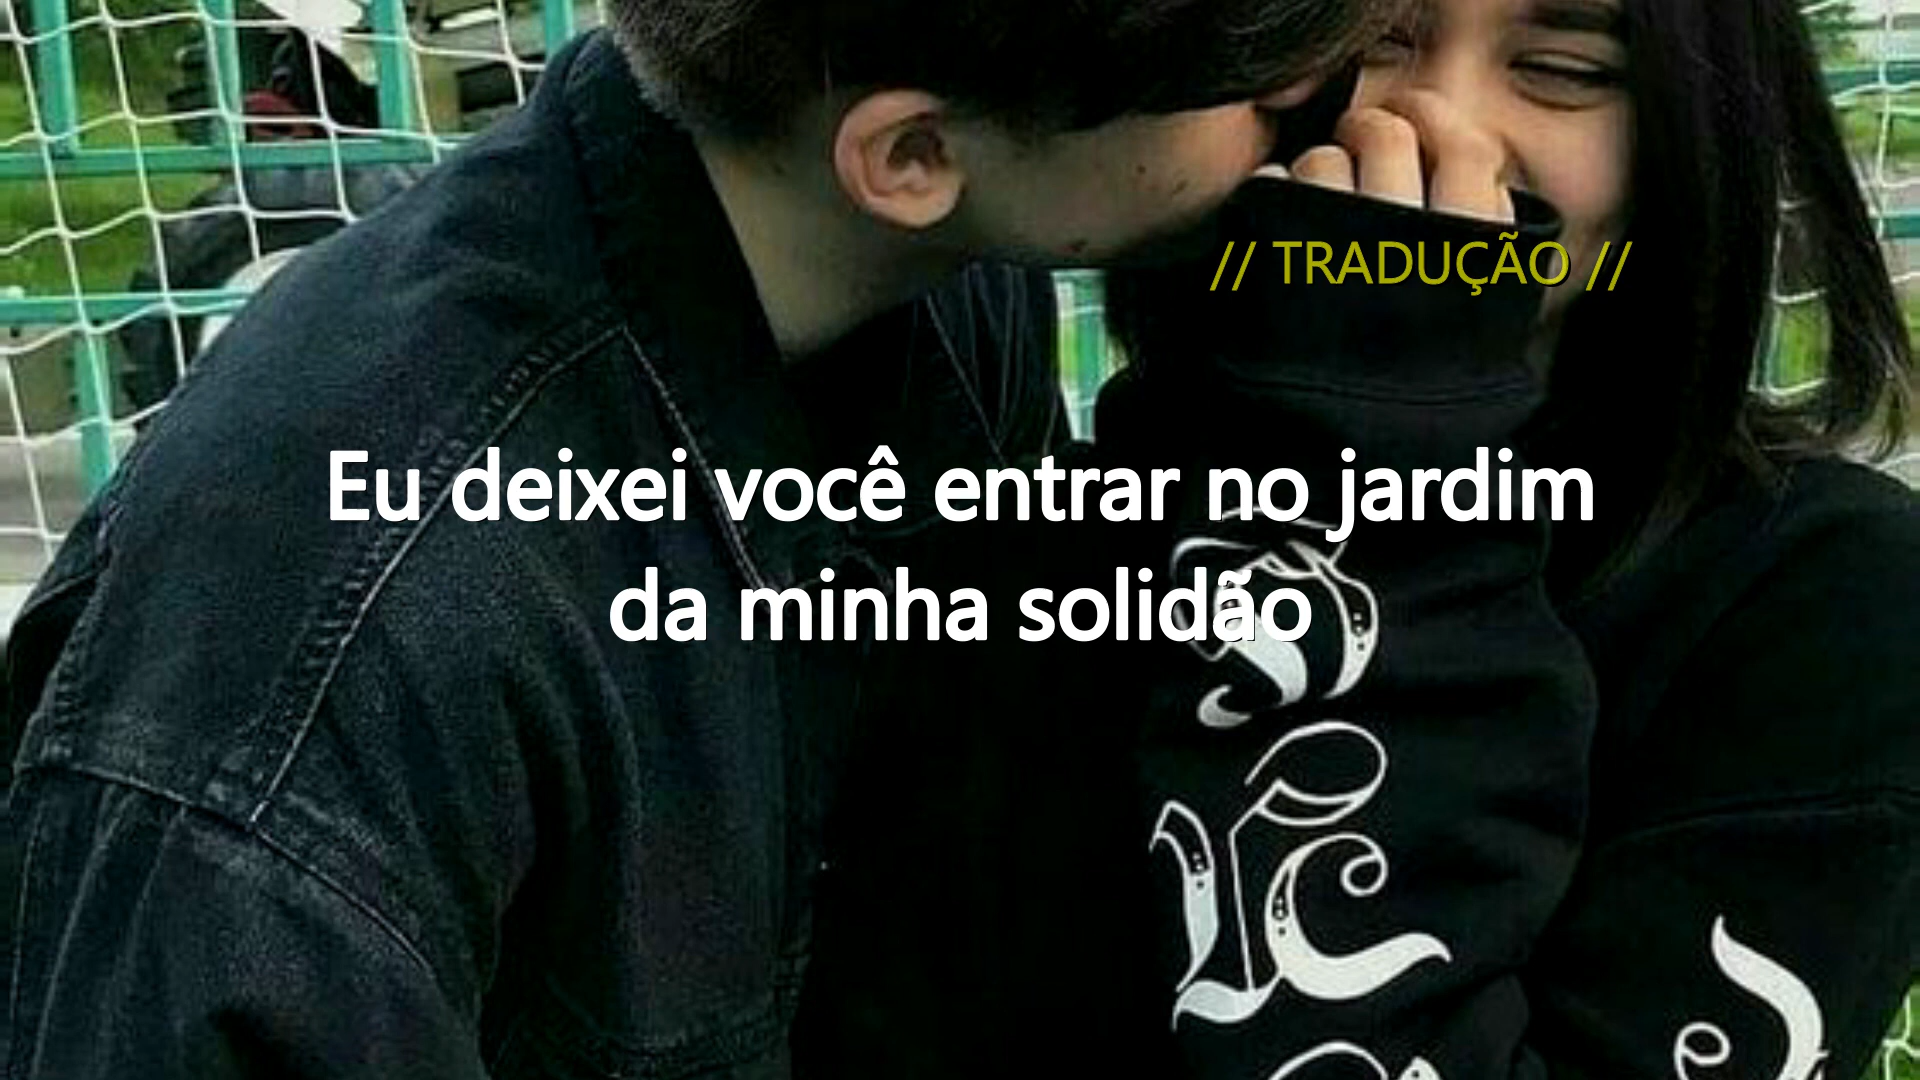 // TRADUÇÃO //
Eu deixei você entrar no jardim
da minha solidão